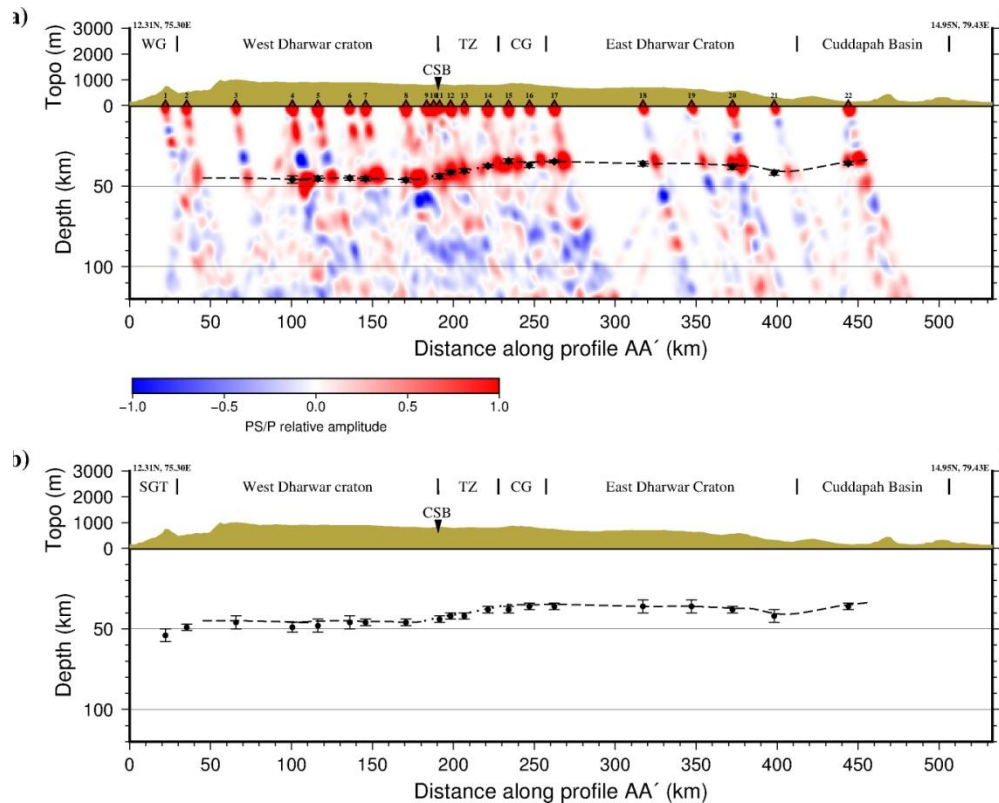 a)
12.31N, 75.30E 14.95N, 79.43E
WG West Dharwar craton TZ CG East Dharwar Craton Cuddapah Basin
CSB
Topo (m)
3000
2000
1000
0
1 2 3 4 5 6 7 8 9 10 11 12 13 14 15 16 17 18 19 20 21 22
Depth (km)
50
100
0 50 100 150 200 250 300 350 400 450 500
Distance along profile AA´ (km)
−1.0 −0.5 0.0 0.5 1.0
PS/P relative amplitude
b)
12.31N, 75.30E 14.95N, 79.43E
SGT West Dharwar craton TZ CG East Dharwar Craton Cuddapah Basin
CSB
Topo (m)
3000
2000
1000
0
Depth (km)
50
100
0 50 100 150 200 250 300 350 400 450 500
Distance along profile AA´ (km)